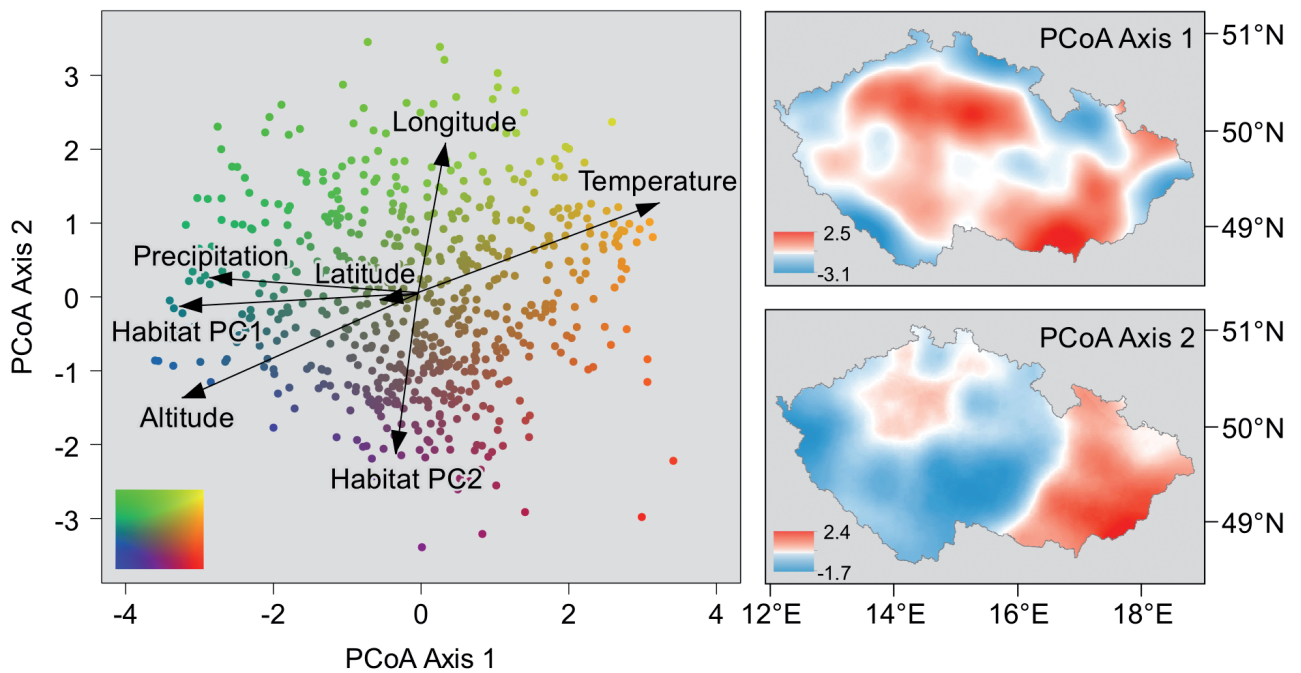 PCoA Axis 2
3
2
1
0
-1
-2
-3
Longitude
Temperature
Precipitation
Latitude
Habitat PC1
Altitude
Habitat PC2
-4
-2
0
2
4
PCoA Axis 1
PCoA Axis 1
51°N
50°N
49°N
2.5
-3.1
PCoA Axis 2
51°N
50°N
49°N
2.4
-1.7
12°E
14°E
16°E
18°E